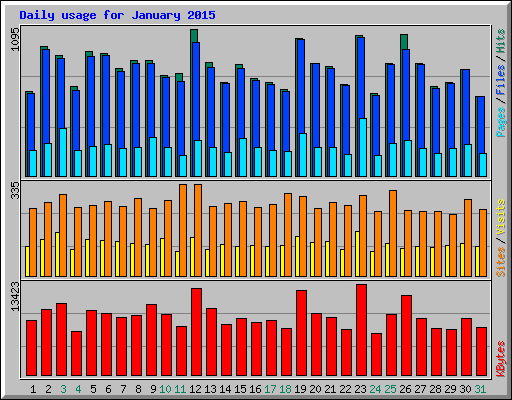 Daily usage for January 2015
1095
Pages/Files/Hits
335
Sites/Visits
13423
KBytes
1 2 3 4 5 6 7 8 9 10 11 12 13 14 15 16 17 18 19 20 21 22 23 24 25 26 27 28 29 30 31